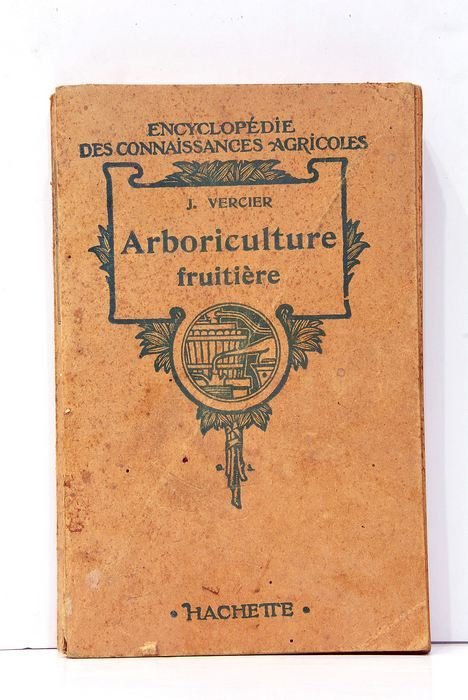 ENCYCLOPÉDIE
DES CONNAISSANCES AGRICOLES
J. VERCIER
Arboriculture
fruitière
• HACHETTE •